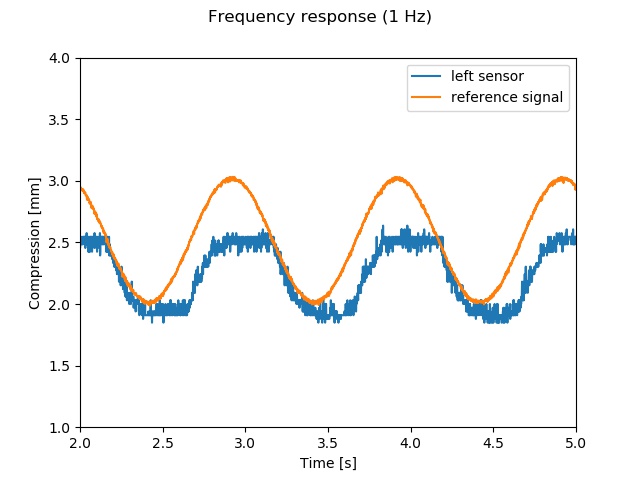 Frequency response (1 Hz)
left sensor
reference signal
4.0
3.5
3.0
2.5
2.0
1.5
1.0
Compression [mm]
2.0 2.5 3.0 3.5 4.0 4.5 5.0
Time [s]